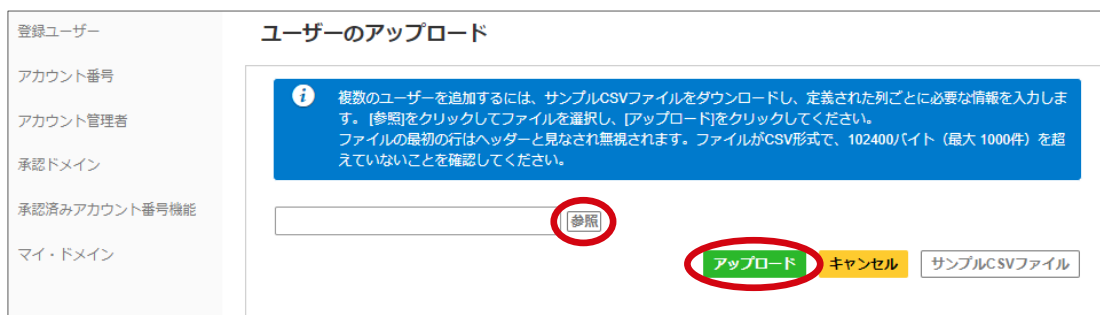 登録ユーザー
アカウント番号
アカウント管理者
承認ドメイン
承認済みアカウント番号機能
マイ・ドメイン
ユーザーのアップロード
i
複数のユーザーを追加するには、サンプルCSVファイルをダウンロードし、定義された列ごとに必要な情報を入力しま
す。 [参照]をクリックしてファイルを選択し、[アップロード]をクリックしてください。
ファイルの最初の行はヘッダーと見なされ無視されます。ファイルがCSV形式で、102400バイト（最大 1000件）を超
えていないことを確認してください。
参照
アップロード
キャンセル
サンプルCSVファイル